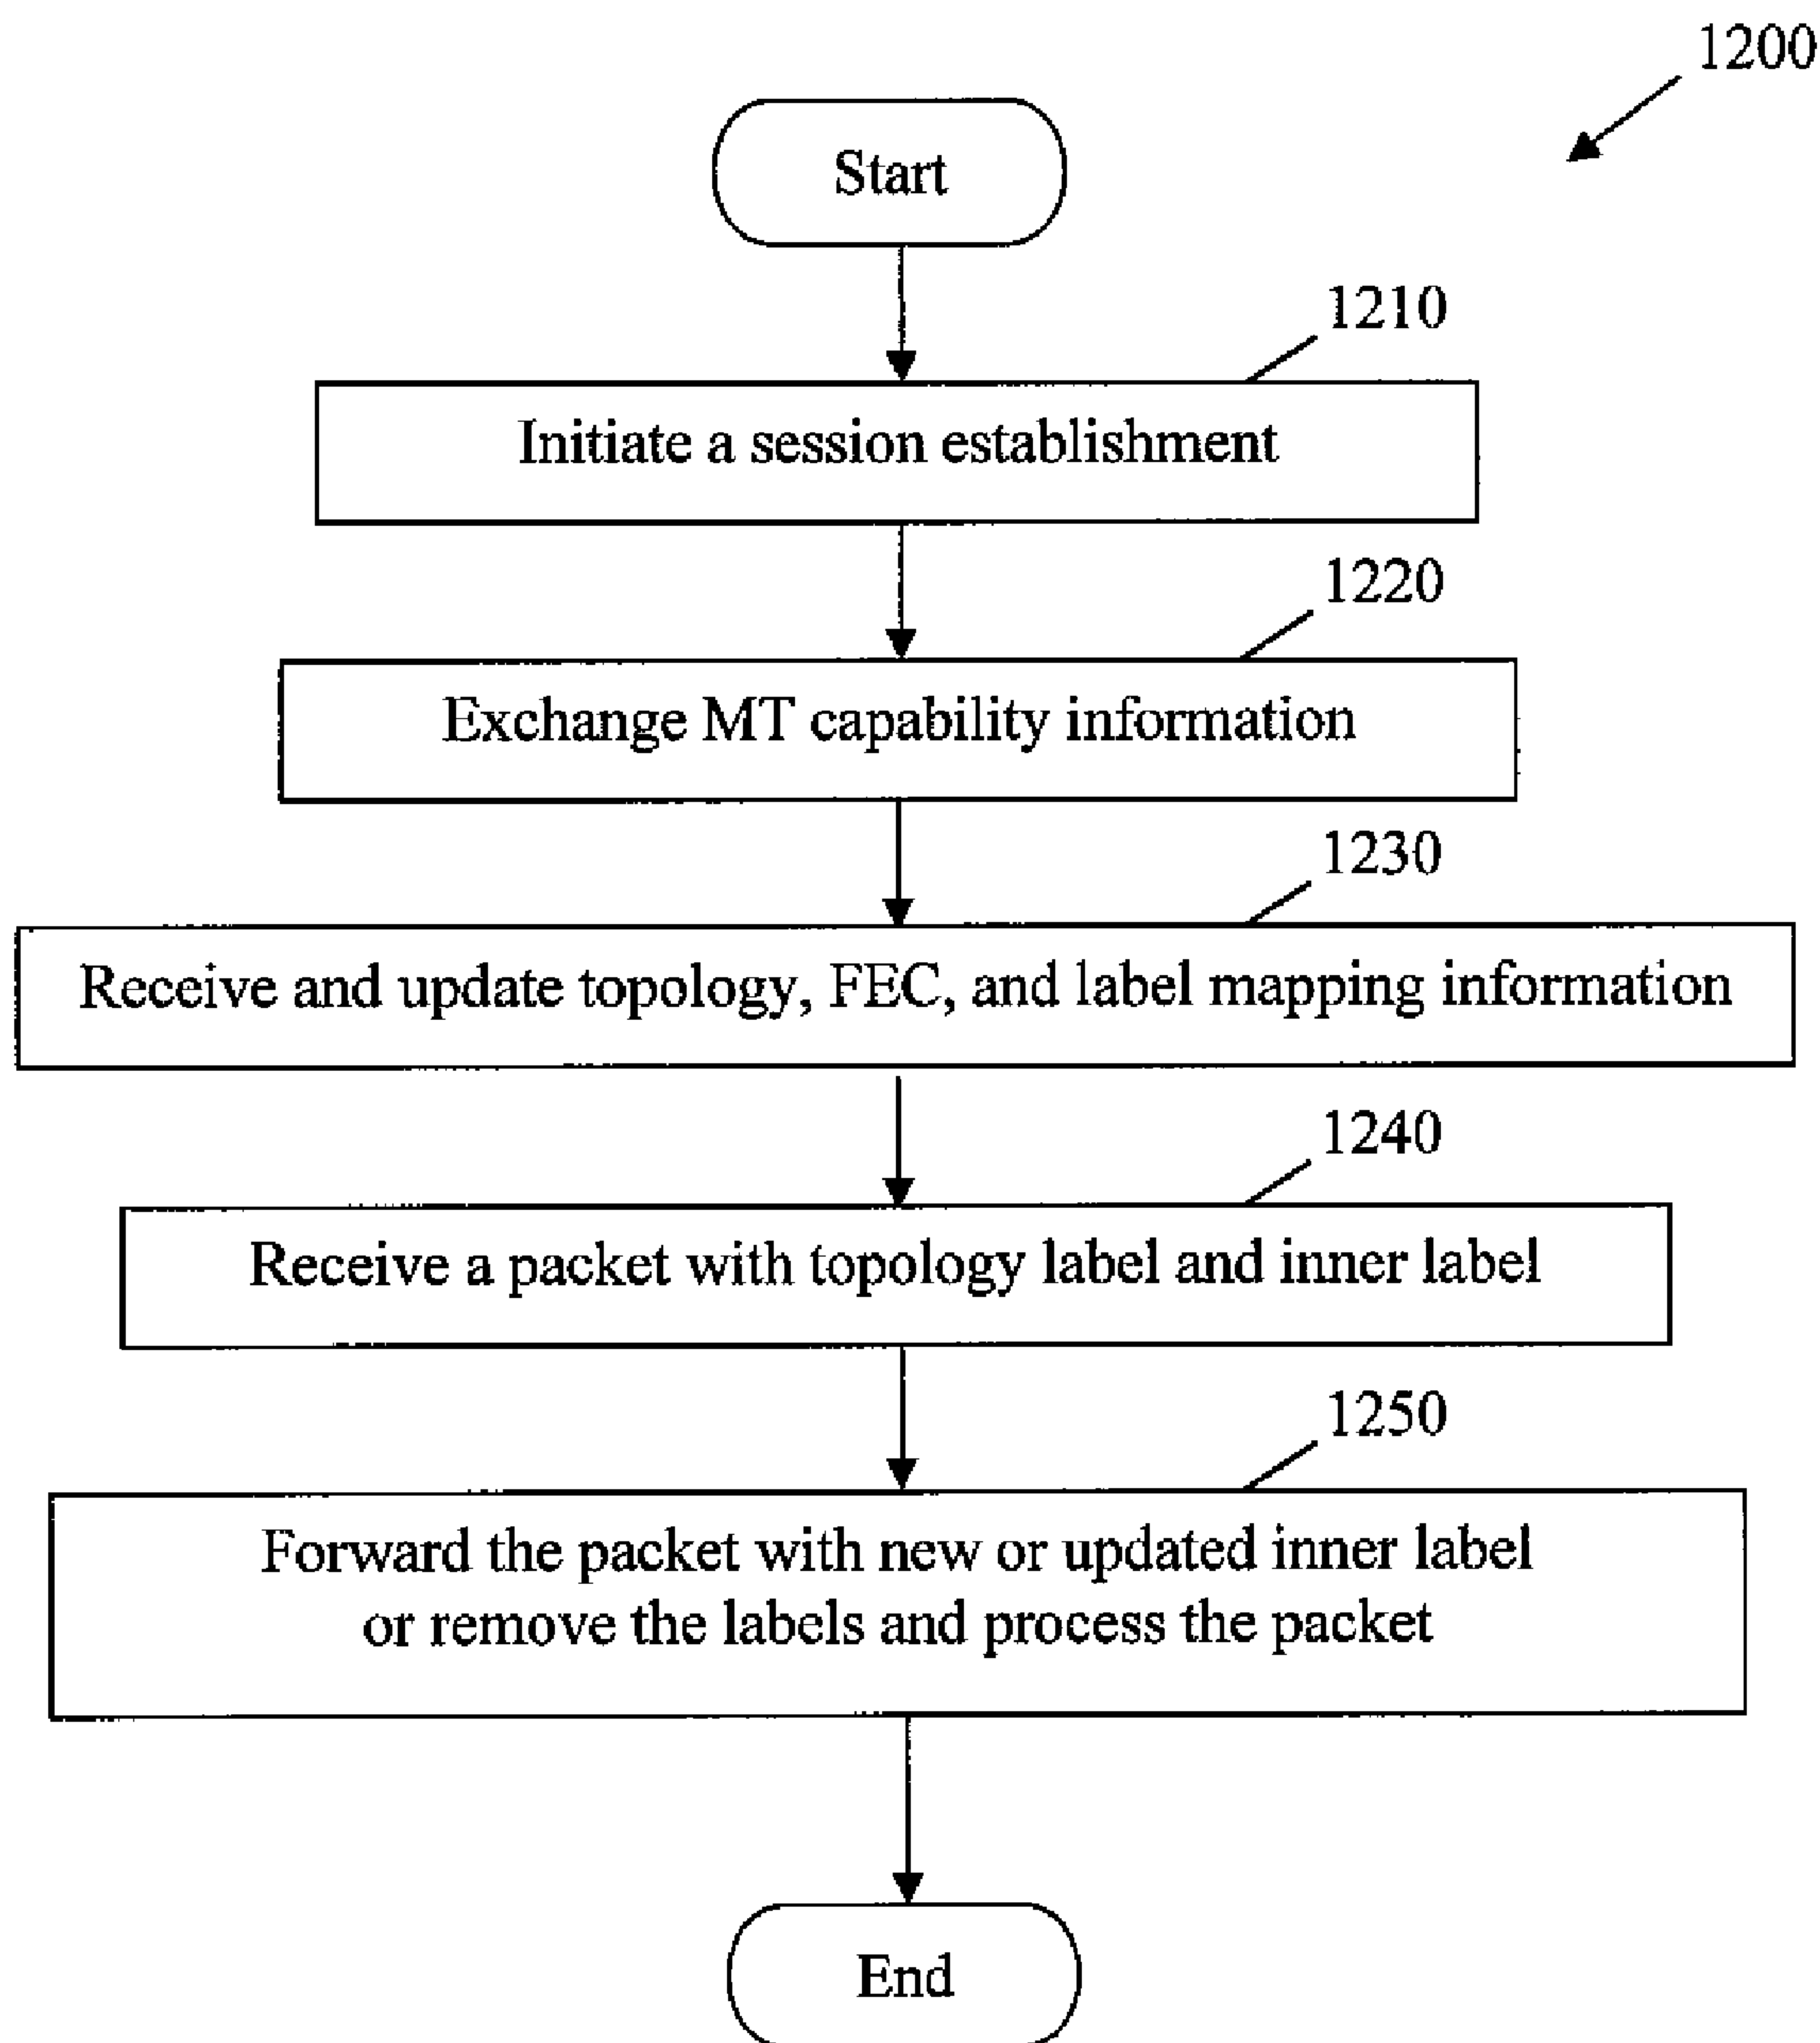 1200
Start
1210
Initiate a session establishment
1220
Exchange MT capability information
1230
Receive and update topology, FEC, and label mapping information
1240
Receive a packet with topology label and inner label
1250
Forward the packet with new or updated inner label
or remove the labels and process the packet
End